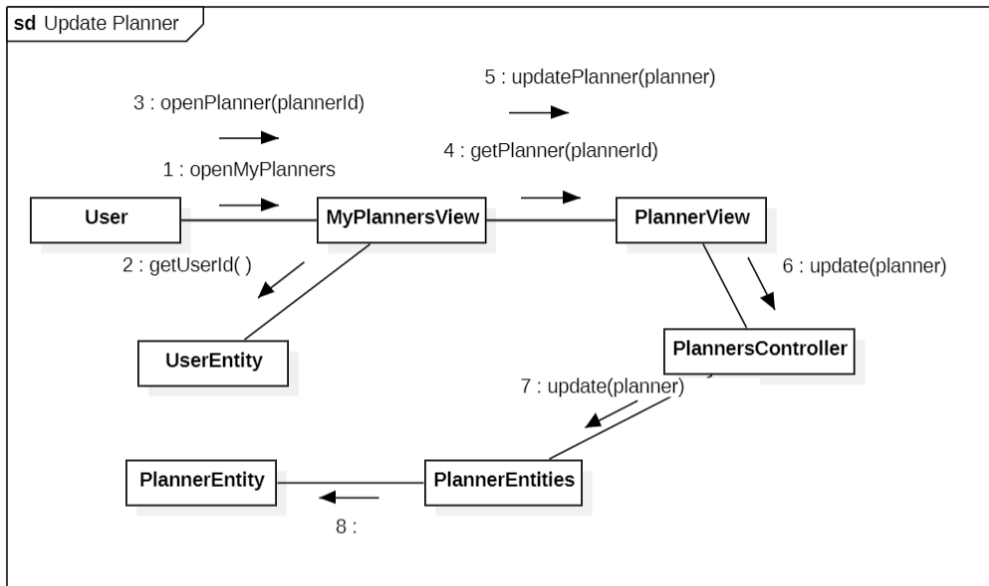 sd Update Planner
5 : updatePlanner(planner)
3 : openPlanner(plannerId)
4 : getPlanner(plannerId)
1 : openMyPlanners
User
MyPlannersView
PlannerView
2 : getUserId( )
6 : update(planner)
UserEntity
PlannersController
7 : update(planner)
PlannerEntity
PlannerEntities
8 :